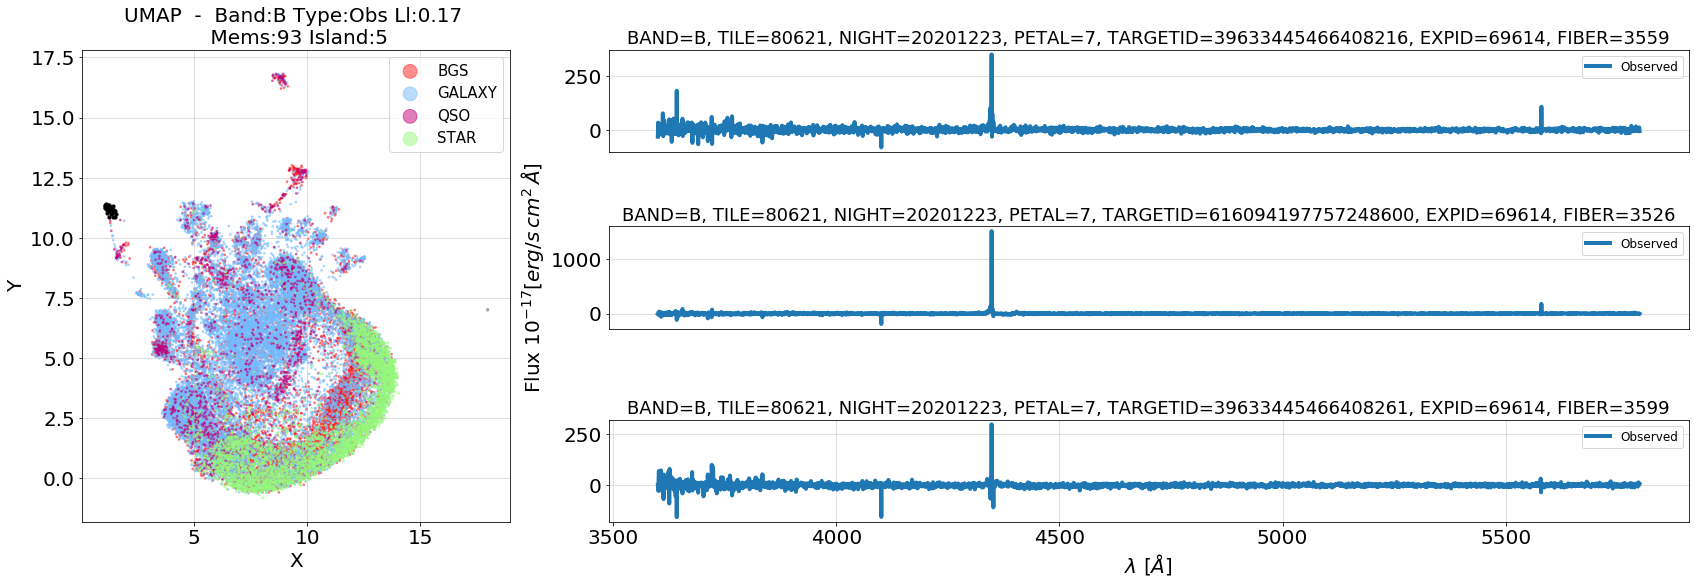 UMAP  -  Band:B Type:Obs Ll:0.17
Mems:93 Island:5
17.5
15.0
12.5
10.0
7.5
5.0
2.5
0.0
Y
5
10
15
X
BGS
GALAXY
QSO
STAR
Flux 10⁻¹⁷[erg/s cm² Å]
BAND=B, TILE=80621, NIGHT=20201223, PETAL=7, TARGETID=39633445466408216, EXPID=69614, FIBER=3559
250
0
Observed
BAND=B, TILE=80621, NIGHT=20201223, PETAL=7, TARGETID=616094197757248600, EXPID=69614, FIBER=3526
1000
0
Observed
BAND=B, TILE=80621, NIGHT=20201223, PETAL=7, TARGETID=39633445466408261, EXPID=69614, FIBER=3599
250
0
Observed
3500
4000
4500
5000
5500
λ [Å]